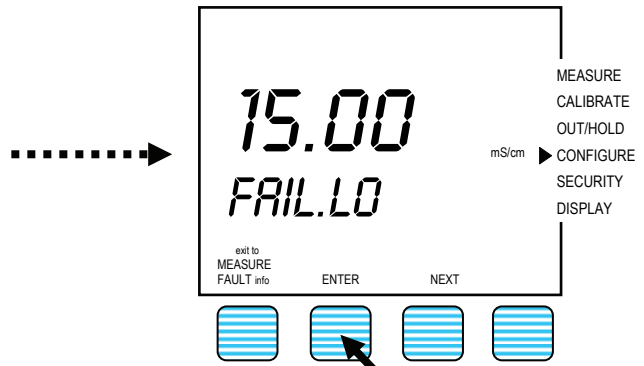 15.00
mS/cm
FAIL.LO
MEASURE
CALIBRATE
OUT/HOLD
CONFIGURE
SECURITY
DISPLAY
exit to
MEASURE
FAULT info
ENTER
NEXT